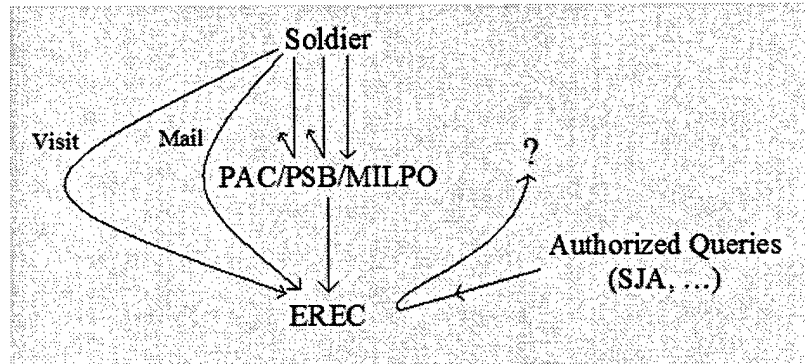 Soldier
Visit
Mail
?
PAC/PSB/MILPO
Authorized Queries
(SJA, …)
EREC